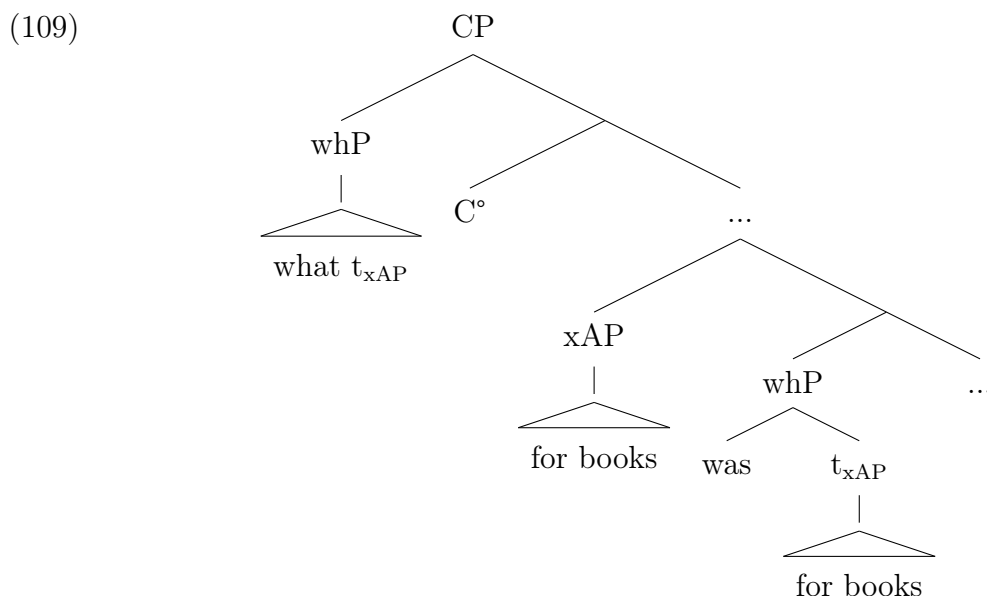 (109) CP
whP
C° ...
what t_xAP
xAP
whP ...
for books was t_xAP
for books